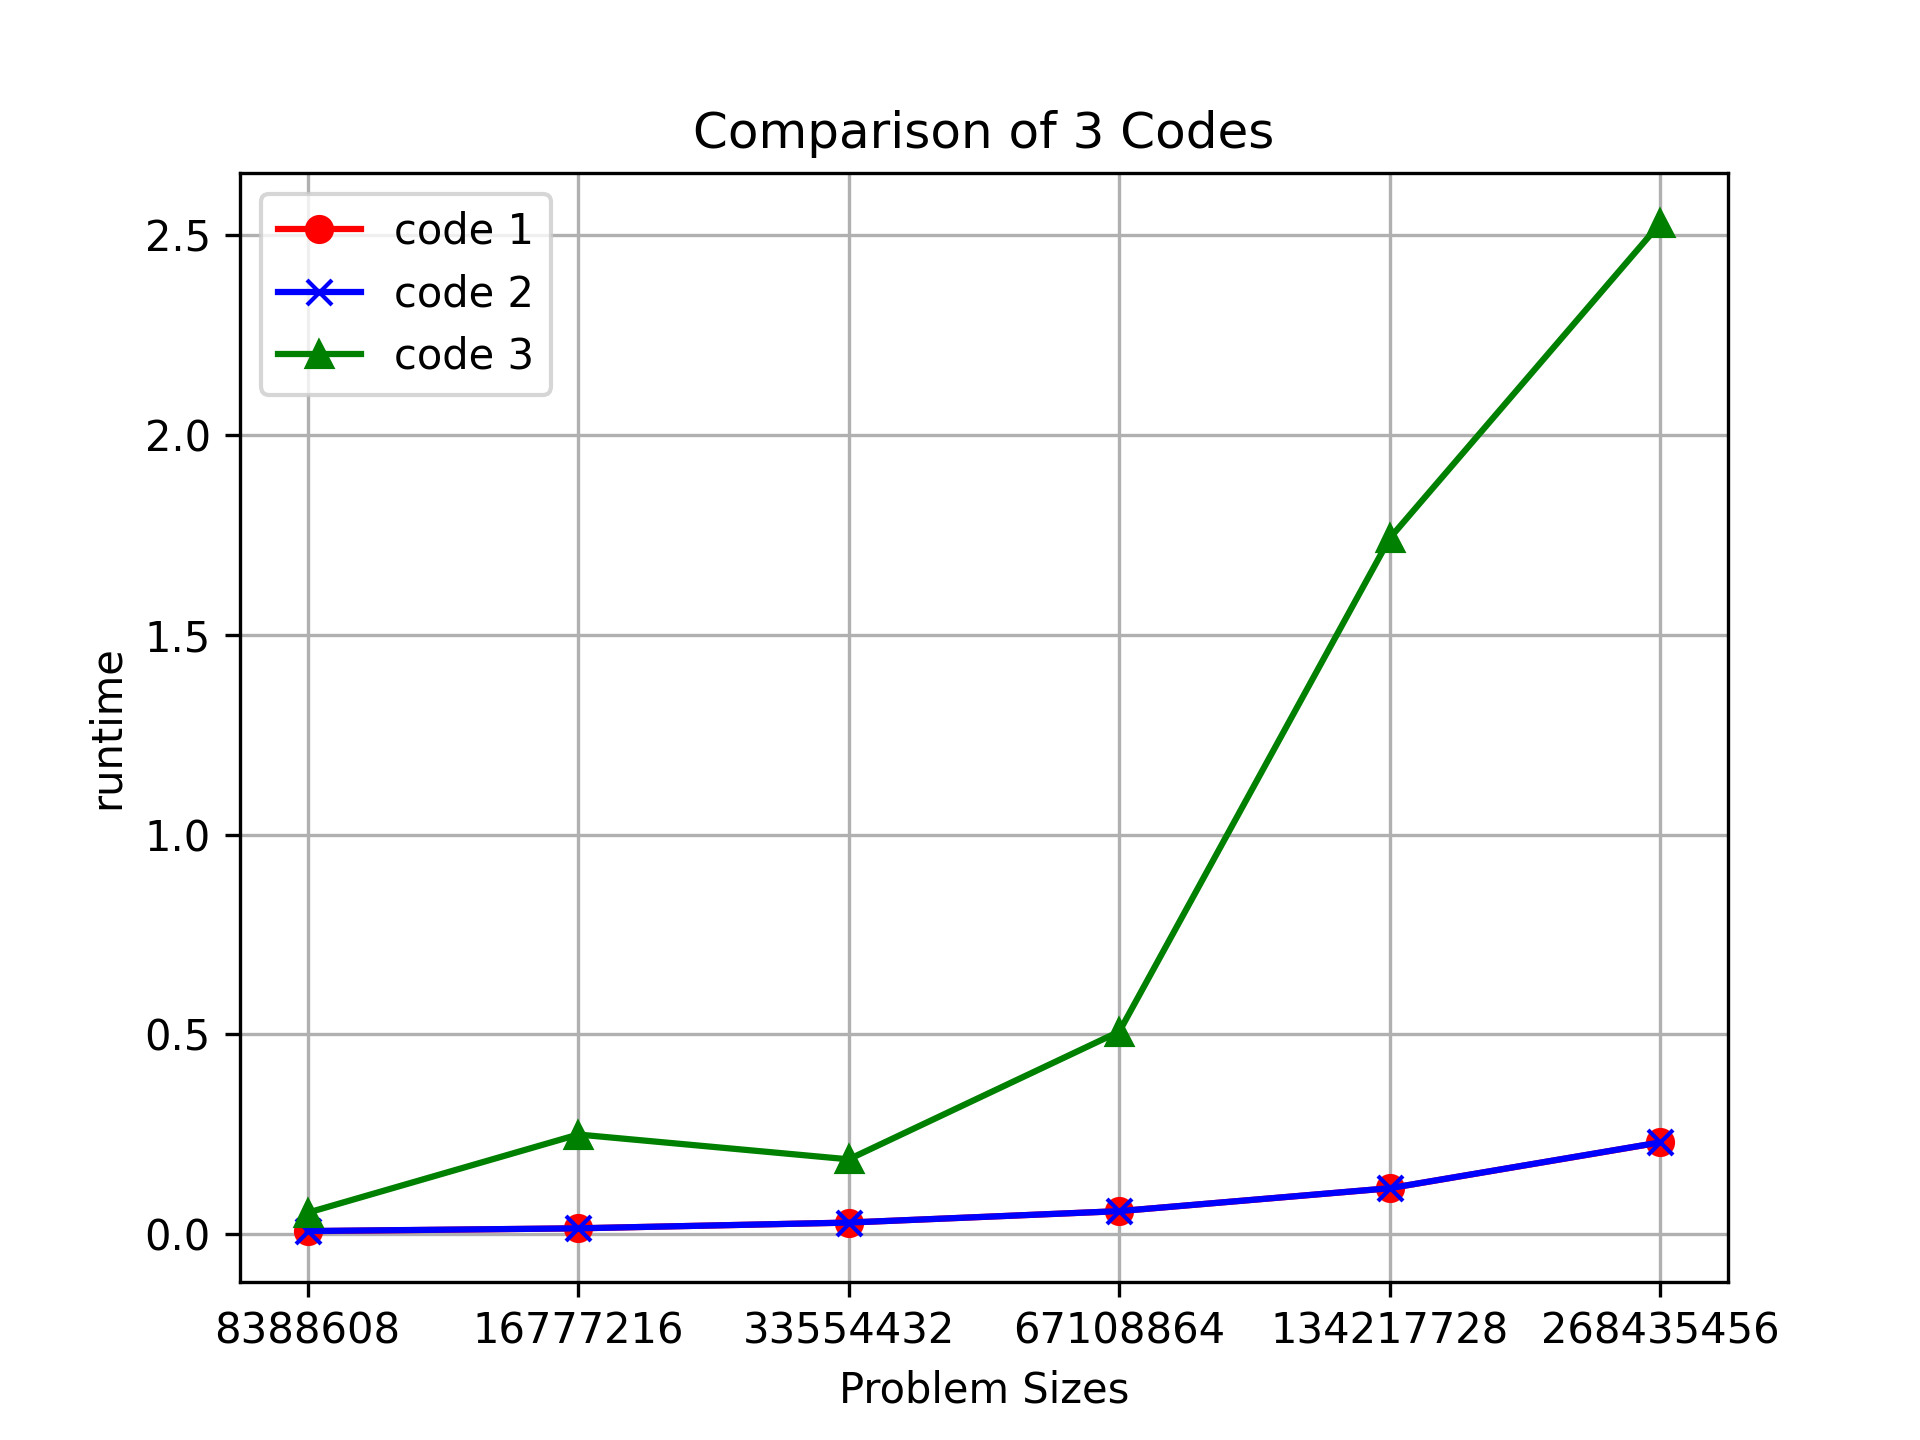 Comparison of 3 Codes
code 1
code 2
code 3
2.5
2.0
1.5
1.0
0.5
0.0
runtime
8388608 16777216 33554432 67108864 134217728 268435456
Problem Sizes